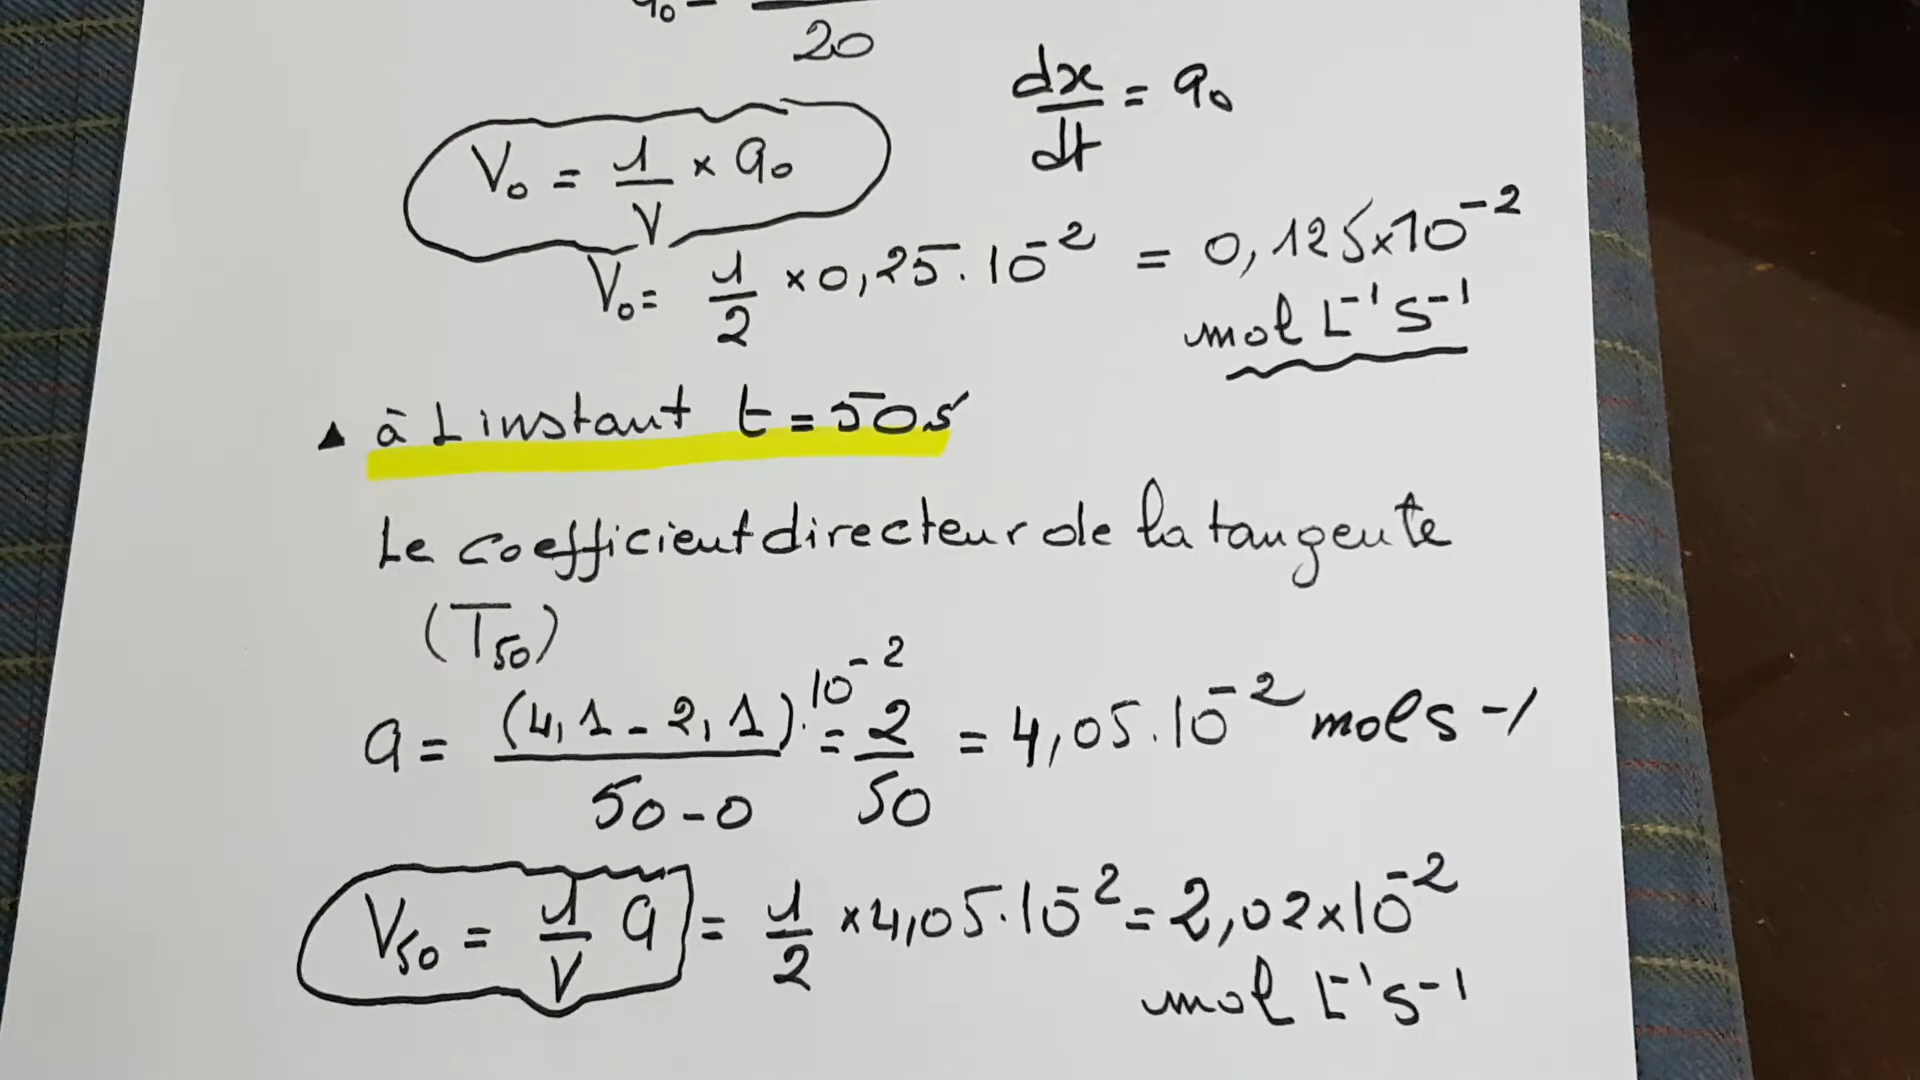 20
dx/dt = a₀
V₀ = 1/V × a₀
V₀ = 1/2 × 0,25.10⁻² = 0,125×10⁻²
mol L⁻¹ S⁻¹
▲ à L instant t = 50s
Le coefficient directeur de la tangente
(T₅₀)
a = (4,1 - 2,1).10⁻²/50 - 0 = 2/50 = 4,05.10⁻² mol s⁻¹
V₅₀ = 1/V a = 1/2 × 4,05.10⁻² = 2,02×10⁻²
mol L⁻¹ s⁻¹